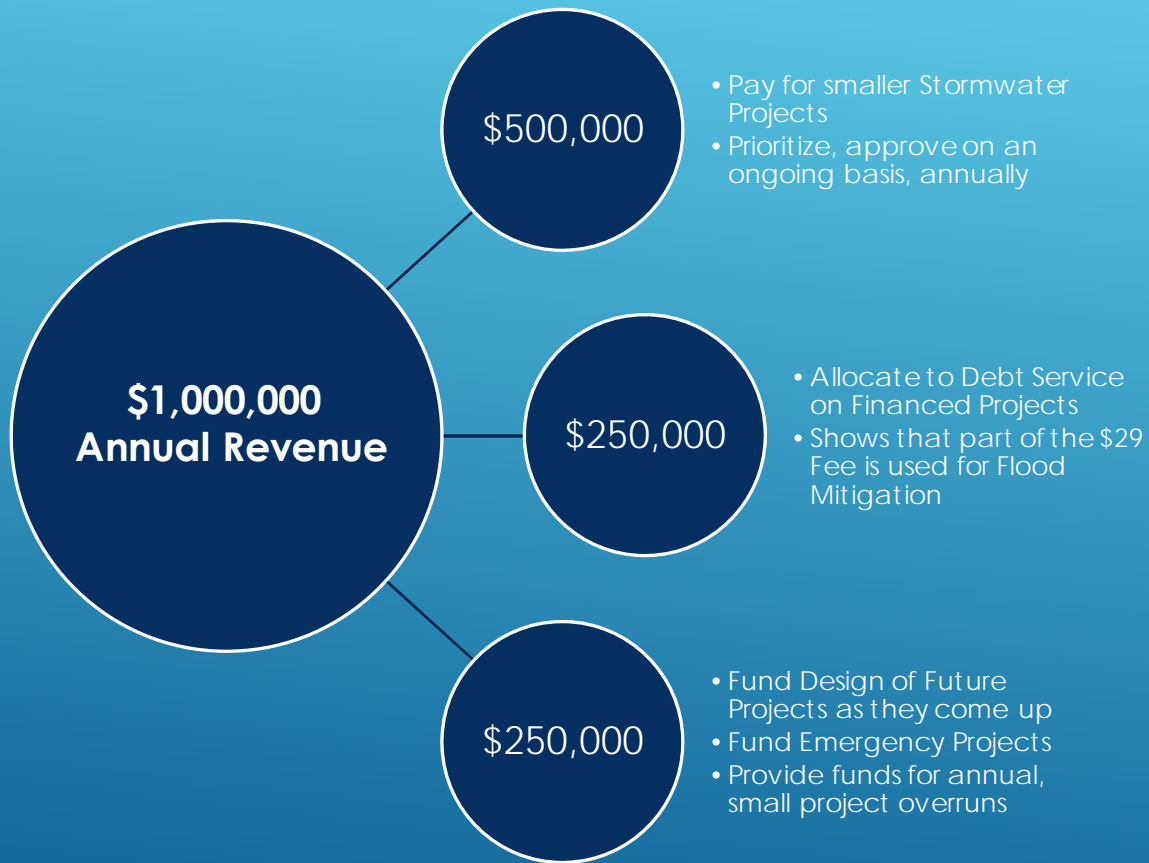 $500,000
• Pay for smaller Stormwater
Projects
• Prioritize, approve on an
ongoing basis, annually
$1,000,000
Annual Revenue
$250,000
• Allocate to Debt Service
on Financed Projects
• Shows that part of the $29
Fee is used for Flood
Mitigation
$250,000
• Fund Design of Future
Projects as they come up
• Fund Emergency Projects
• Provide funds for annual,
small project overruns